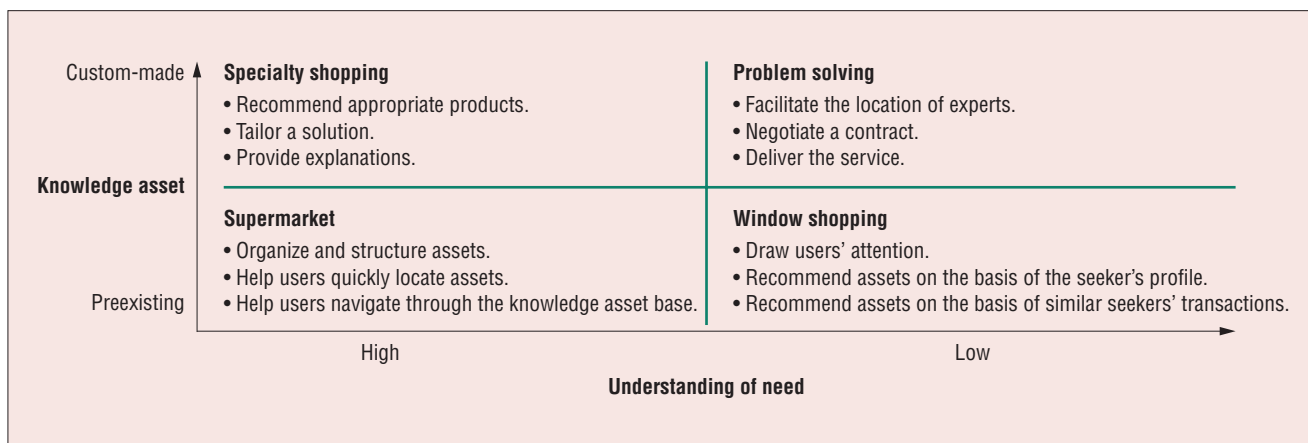 Custom-made
Knowledge asset
Preexisting
Specialty shopping
• Recommend appropriate products.
• Tailor a solution.
• Provide explanations.
Problem solving
• Facilitate the location of experts.
• Negotiate a contract.
• Deliver the service.
Supermarket
• Organize and structure assets.
• Help users quickly locate assets.
• Help users navigate through the knowledge asset base.
Window shopping
• Draw users’ attention.
• Recommend assets on the basis of the seeker’s profile.
• Recommend assets on the basis of similar seekers’ transactions.
High
Low
Understanding of need